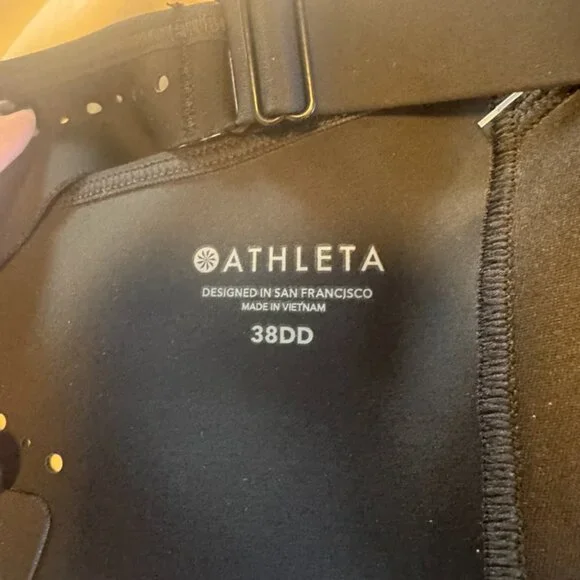 ATHLETA
DESIGNED IN SAN FRANCISCO
MADE IN VIETNAM
38DD